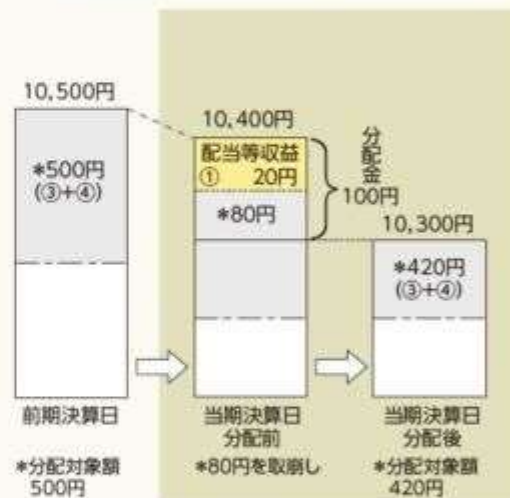 10,500円
*500円
(③+④)
前期決算日
*分配対象額
500円
10,400円
配当等収益
① 20円
*80円
分配金
100円
当期決算日
分配前
*80円を取崩し
10,300円
*420円
(③+④)
当期決算日
分配後
*分配対象額
420円